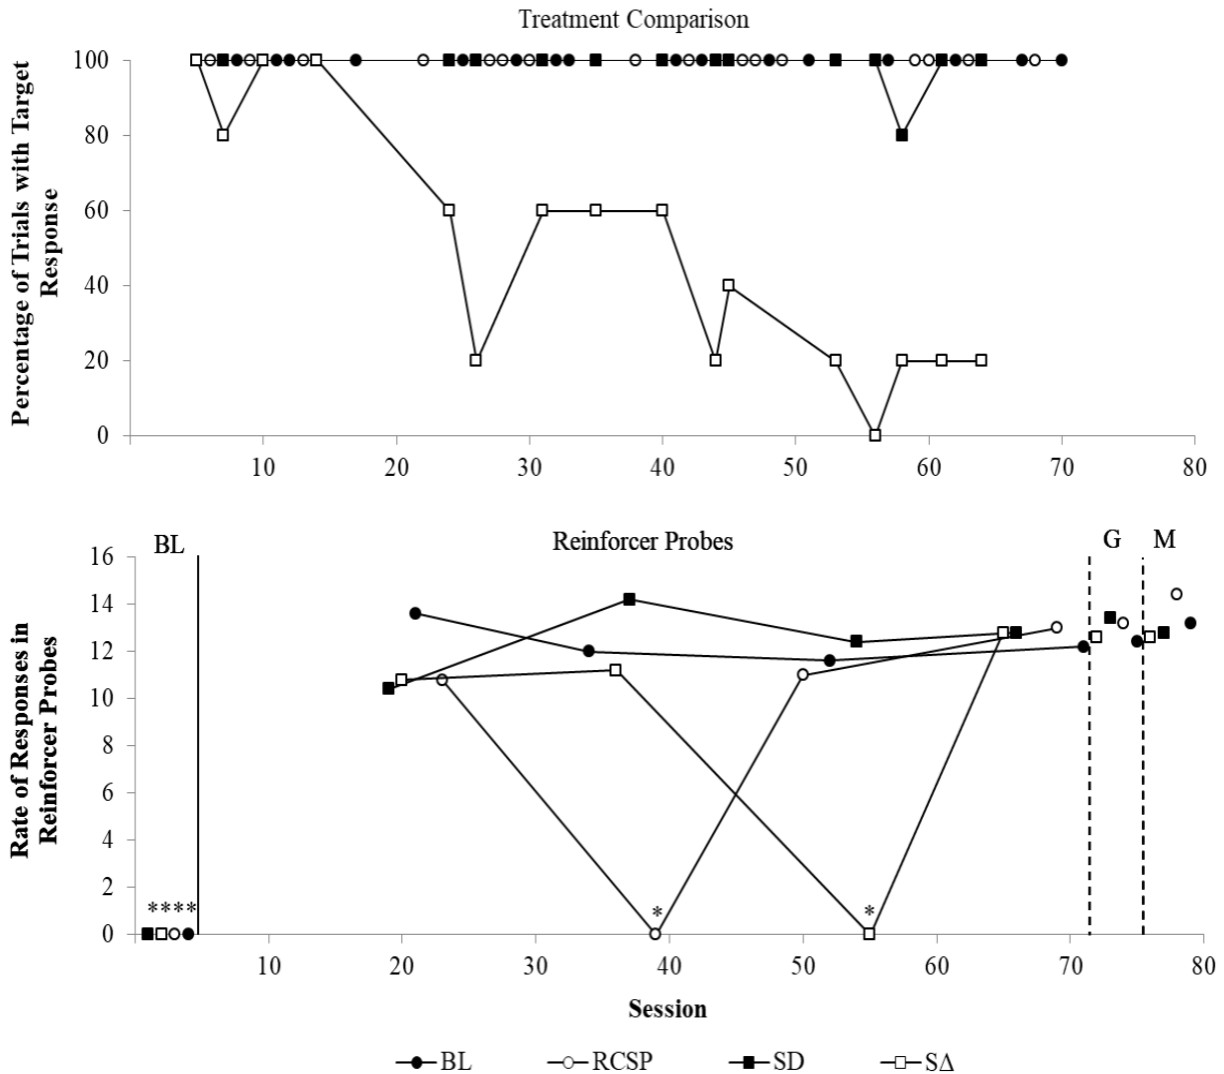 Treatment Comparison
Percentage of Trials with Target
Response
100
80
60
40
20
0
10 20 30 40 50 60 70 80
BL Reinforcer Probes G M
Rate of Responses in
Reinforcer Probes
16
14
12
10
8
6
4
2
0
**** * *
10 20 30 40 50 60 70 80
Session
BL RCSP SD SΔ